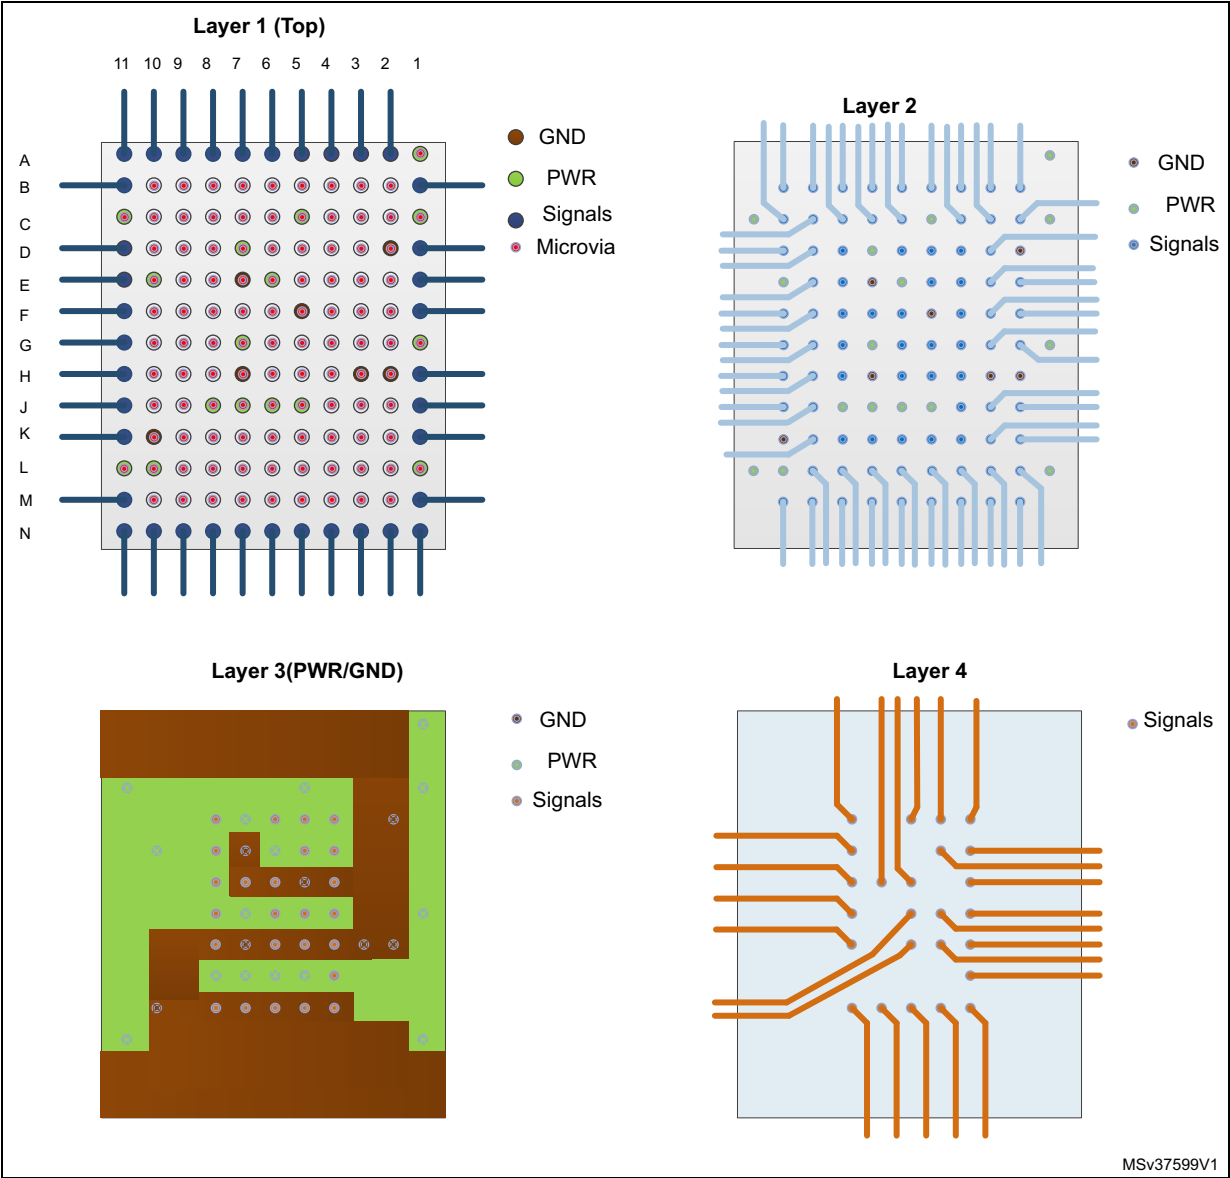 Layer 1 (Top)
11 10 9 8 7 6 5 4 3 2 1
A
B
C
D
E
F
G
H
J
K
L
M
N
GND
PWR
Signals
Microvia
Layer 2
GND
PWR
Signals
Layer 3(PWR/GND)
GND
PWR
Signals
Layer 4
Signals
MSv37599V1